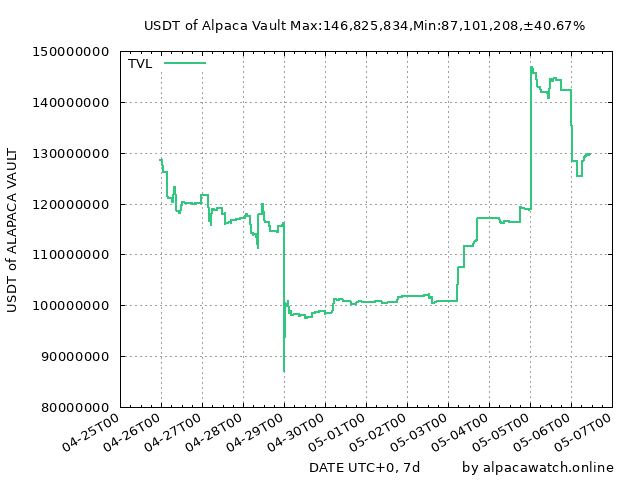 USDT of Alpaca Vault Max:146,825,834,Min:87,101,208,±40.67%
TVL
150000000
140000000
130000000
120000000
110000000
100000000
90000000
80000000
USDT of ALAPACA VAULT
04-25T00
04-26T00
04-27T00
04-28T00
04-29T00
04-30T00
05-01T00
05-02T00
05-03T00
05-04T00
05-05T00
05-06T00
05-07T00
DATE UTC+0, 7d
by alpacawatch.online